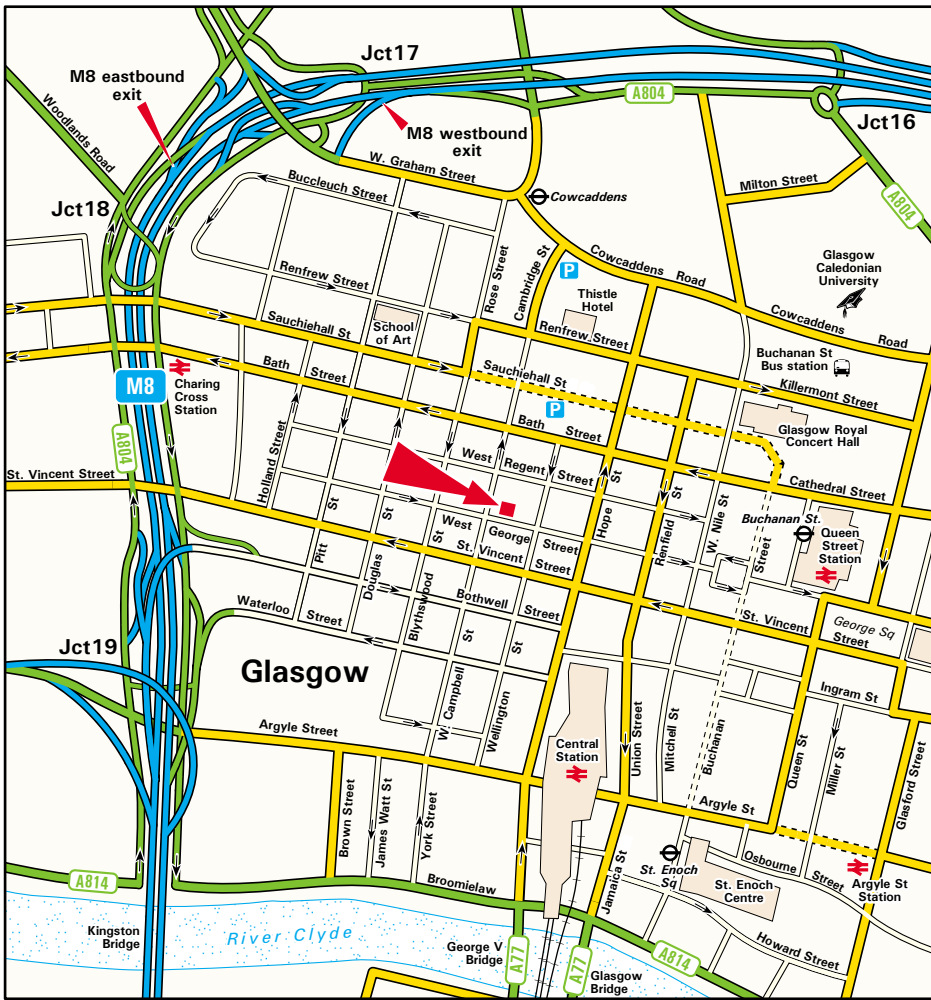 Jct17
M8 eastbound
exit
A804
Woodlands Road
M8 westbound
exit
Jct16
W. Graham Street
Buccleuch Street
Milton Street
A804
Jct18
Cowcaddens
Renfrew Street
Rose Street
Cambridge St
P
Cowcaddens Road
Glasgow
Caledonian
University
Thistle
Hotel
Sauchiehall St
School
of Art
Renfrew Street
Cowcaddens
Road
Buchanan St
Bus station
Bath Street
Sauchiehall St
Killermont Street
M8
Charing
Cross
Station
P
Bath Street
Glasgow Royal
Concert Hall
A804
Holland Street
West Regent Street
St. Vincent Street
Cathedral Street
Hope St
Renfield St
W. Nile St
Buchanan St.
Queen
Street
Station
West George Street
St. Vincent Street
Pitt St
Douglas St
Blythswood St
Bothwell Street
Waterloo Street
St. Vincent Street
George Sq
Jct19
Glasgow
W. Campbell St
Wellington St
Ingram St
Argyle Street
Central
Station
Union Street
Mitchell St
Buchanan Street
Queen St
Miller St
Glasford Street
Brown Street
James Watt St
York Street
Argyle St
Jamaica St
St. Enoch
Sq
St. Enoch
Centre
Osbourne Street
Argyle St
Station
A814
Broomielaw
Howard Street
Kingston
Bridge
River Clyde
George V
Bridge
A77
A77
Glasgow
Bridge
A814